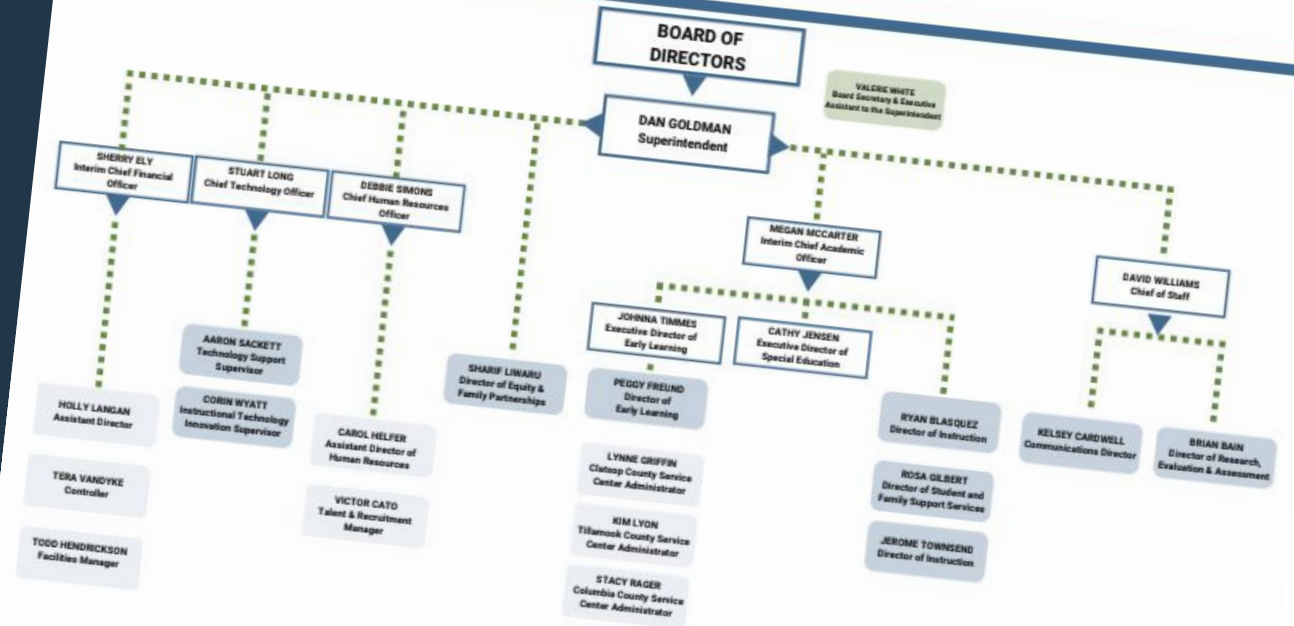 BOARD OF
DIRECTORS
VALERIE WHITE
Board Secretary & Executive
Assistant to the Superintendent
DAN GOLDMAN
Superintendent
SHERRY ELY
Interim Chief Financial
Officer
STUART LONG
Chief Technology Officer
DEBBIE SIMONS
Chief Human Resources
Officer
MEGAN MCCARTER
Interim Chief Academic
Officer
DAVID WILLIAMS
Chief of Staff
JOHNNA TIMMES
Executive Director of
Early Learning
CATHY JENSEN
Executive Director of
Special Education
AARON SACKETT
Technology Support
Supervisor
CORIN WYATT
Instructional Technology
Innovation Supervisor
SHARIF LIWARU
Director of Equity &
Family Partnerships
PEGGY FREUND
Director of
Early Learning
HOLLY LANGAN
Assistant Director
TERA VANDYKE
Controller
TODD HENDRICKSON
Facilities Manager
CAROL HELFER
Assistant Director of
Human Resources
VICTOR CATO
Talent & Recruitment
Manager
LYNNE GRIFFIN
Clatsop County Service
Center Administrator
KIM LYON
Tillamook County Service
Center Administrator
STACY RAGER
Columbia County Service
Center Administrator
RYAN BLASQUEZ
Director of Instruction
ROSA GILBERT
Director of Student and
Family Support Services
JEROME TOWNSEND
Director of Instruction
KELSEY CARDWELL
Communications Director
BRIAN BAIN
Director of Research,
Evaluation & Assessment